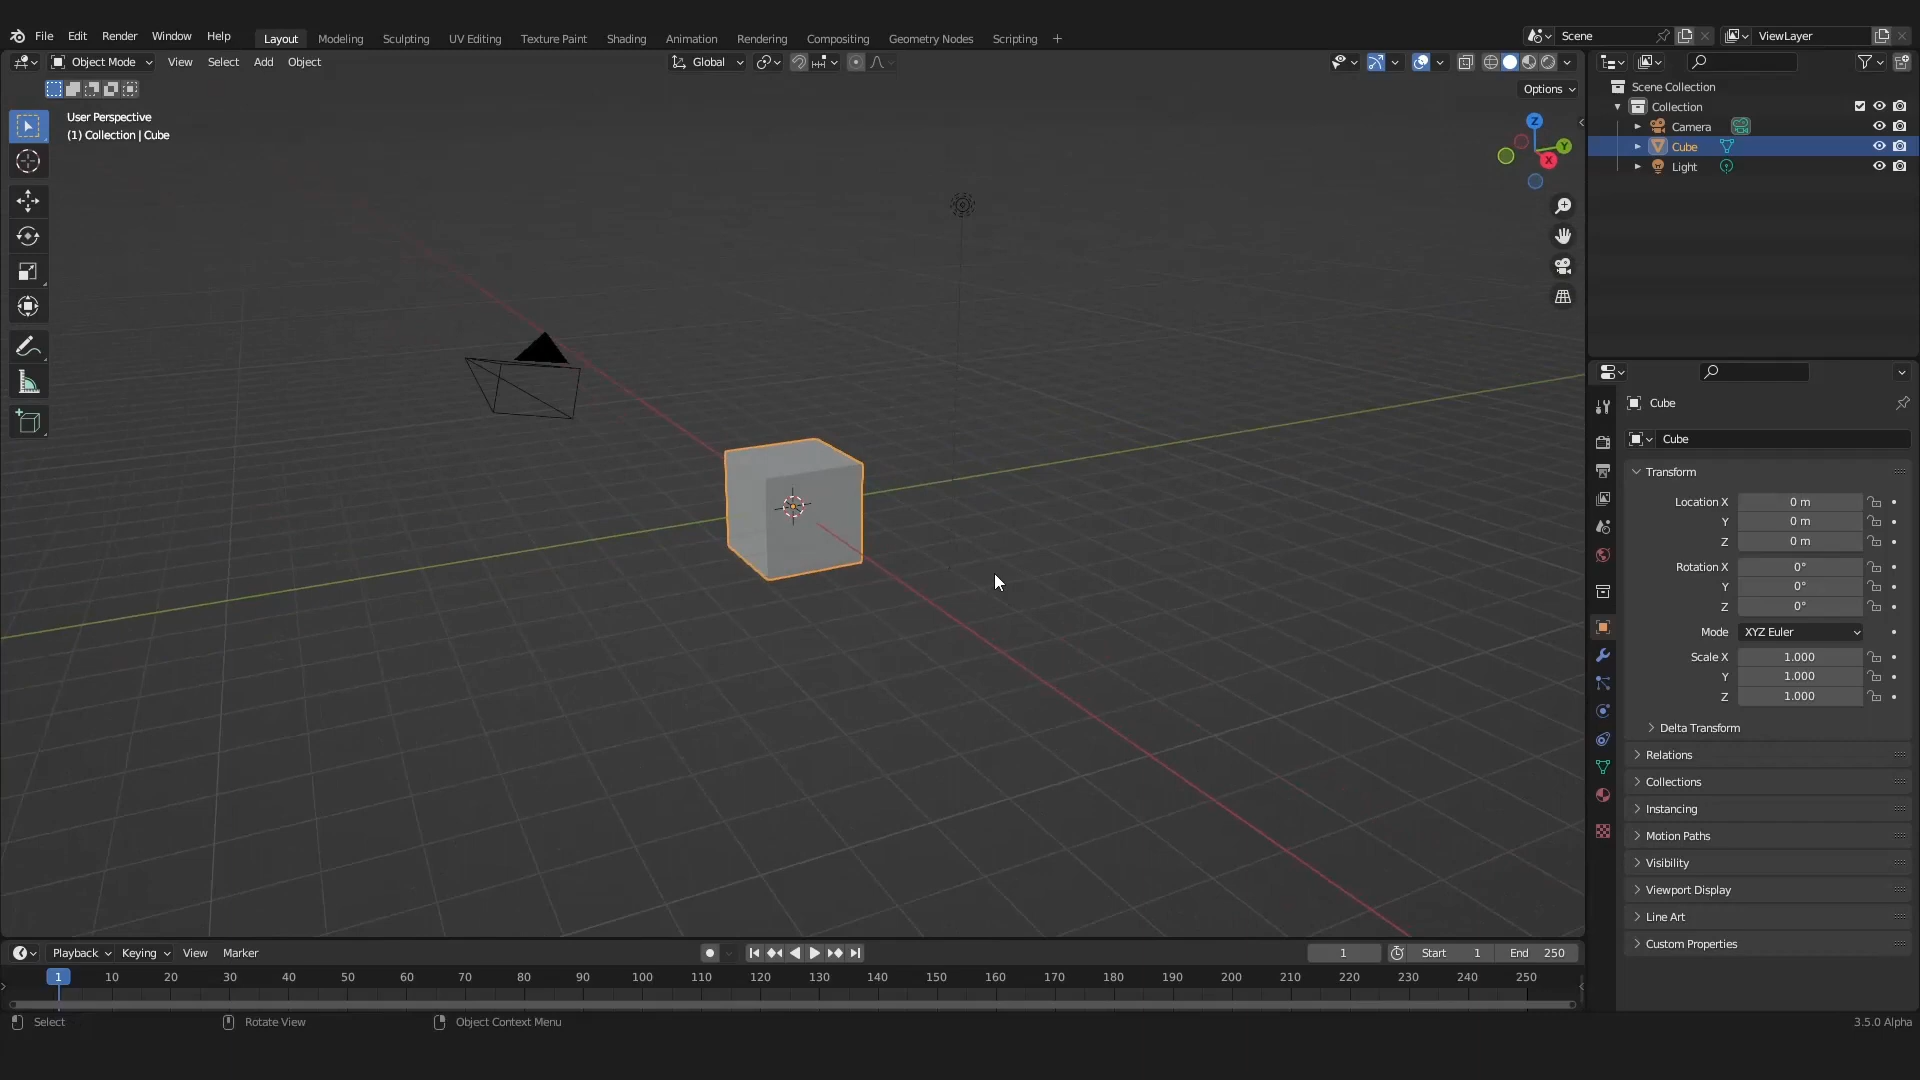 File Edit Render Window Help Layout Modeling Sculpting UV Editing Texture Paint Shading Animation Rendering Compositing Geometry Nodes Scripting + Scene ViewLayer
Object Mode View Select Add Object Global
Options
User Perspective
(1) Collection | Cube
Z
Y
X
Scene Collection
Collection
Camera
Cube
Light
Cube
Cube
Transform
Location X 0 m
Y 0 m
Z 0 m
Rotation X 0°
Y 0°
Z 0°
Mode XYZ Euler
Scale X 1.000
Y 1.000
Z 1.000
Delta Transform
Relations
Collections
Instancing
Motion Paths
Visibility
Viewport Display
Line Art
Custom Properties
Playback Keying View Marker 1 Start 1 End 250
1 10 20 30 40 50 60 70 80 90 100 110 120 130 140 150 160 170 180 190 200 210 220 230 240 250
Select Rotate View Object Context Menu 3.5.0 Alpha